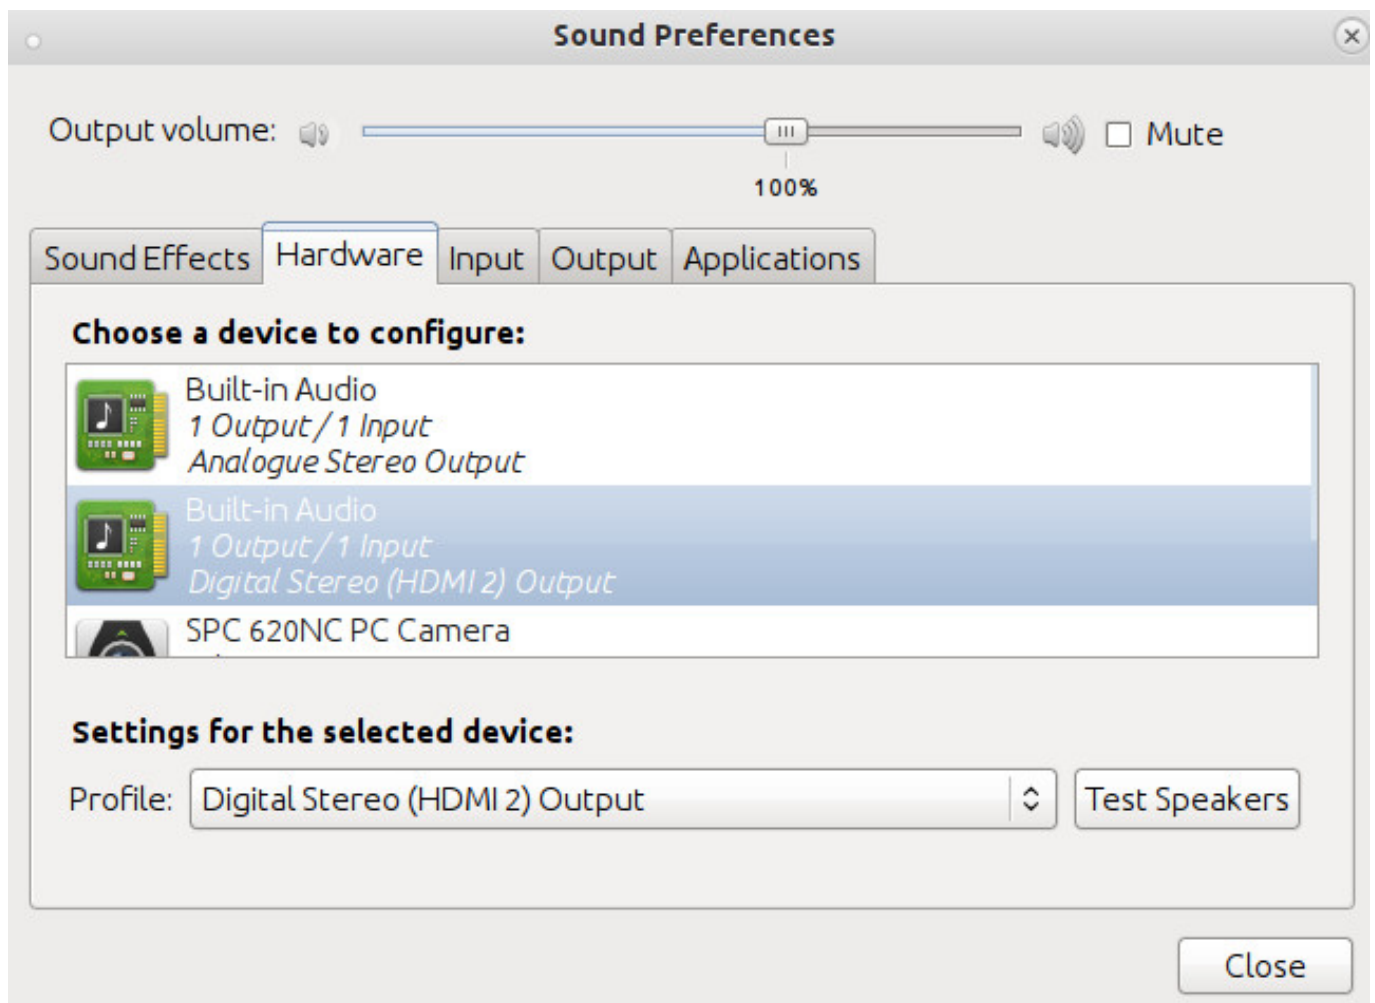 Sound Preferences
Output volume:
Mute
100%
Sound Effects Hardware Input Output Applications
Choose a device to configure:
Built-in Audio
1 Output / 1 Input
Analogue Stereo Output
Built-in Audio
1 Output / 1 Input
Digital Stereo (HDMI 2) Output
SPC 620NC PC Camera
Settings for the selected device:
Profile: Digital Stereo (HDMI 2) Output Test Speakers
Close